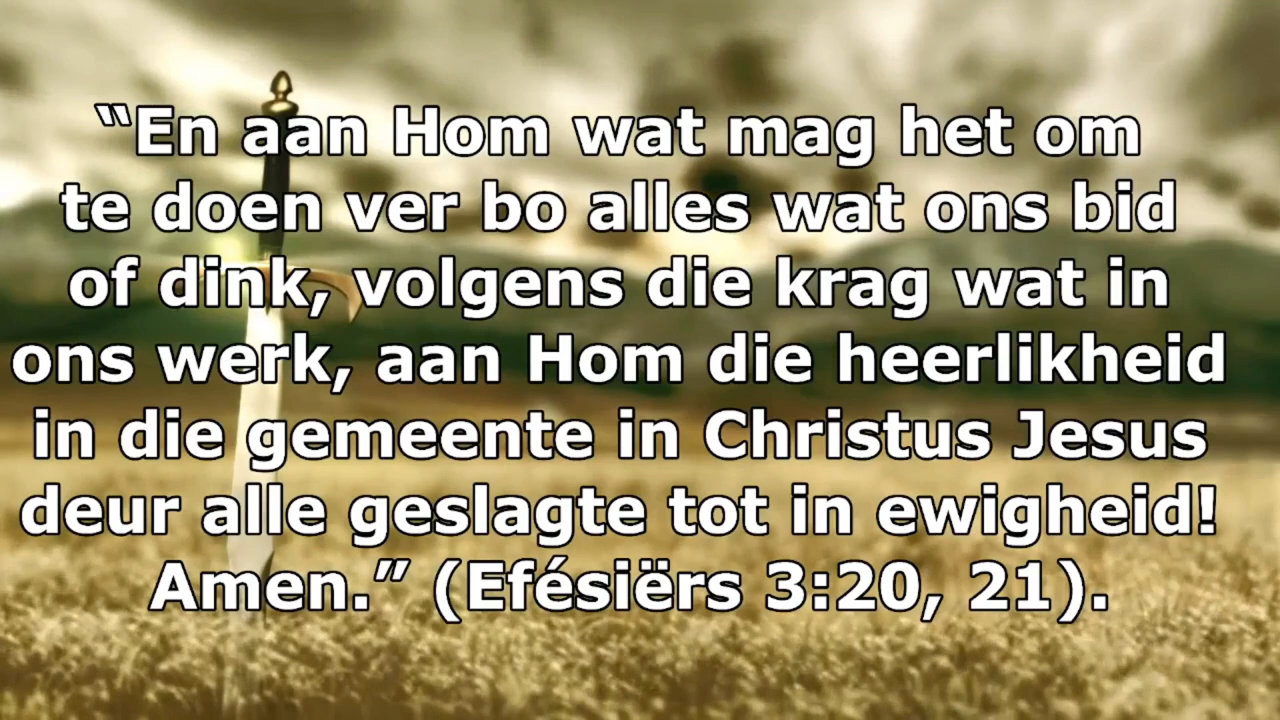 “En aan Hom wat mag het om
te doen ver bo alles wat ons bid
of dink, volgens die krag wat in
ons werk, aan Hom die heerlikheid
in die gemeente in Christus Jesus
deur alle geslagte tot in ewigheid!
Amen.” (Efésiërs 3:20, 21).